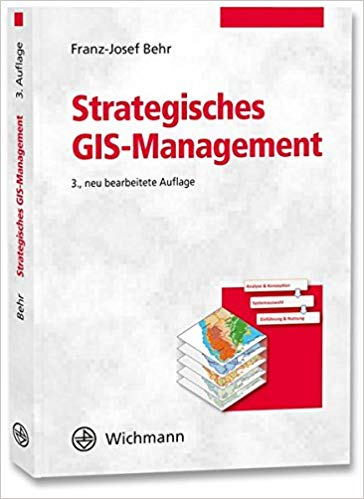 Franz-Josef Behr
Strategisches
GIS-Management
3., neu bearbeitete Auflage
Analyse & Konzeption
Systemauswahl
Einführung & Nutzung
Wichmann
Behr Strategisches GIS-Management 3. Auflage